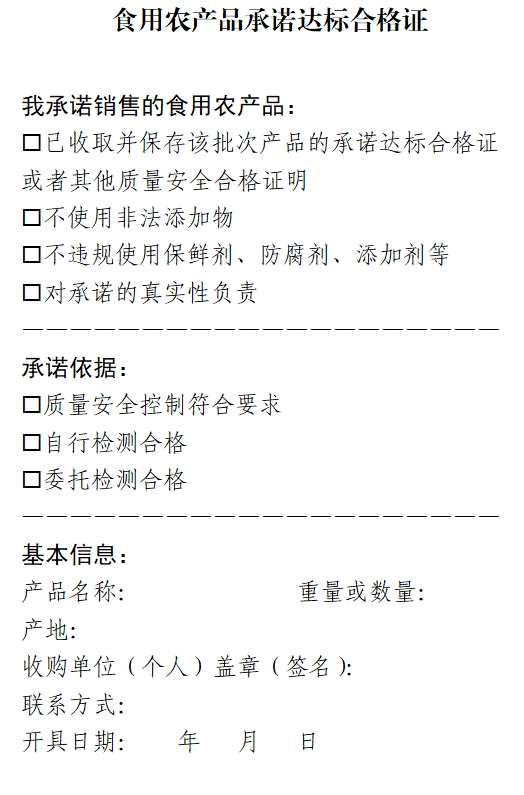 食用农产品承诺达标合格证
我承诺销售的食用农产品：
□已收取并保存该批次产品的承诺达标合格证
或者其他质量安全合格证明
□不使用非法添加物
□不违规使用保鲜剂、防腐剂、添加剂等
□对承诺的真实性负责
————————————————————
承诺依据：
□质量安全控制符合要求
□自行检测合格
□委托检测合格
————————————————————
基本信息：
产品名称: 重量或数量:
产地:
收购单位（个人）盖章（签名）:
联系方式:
开具日期: 年 月 日